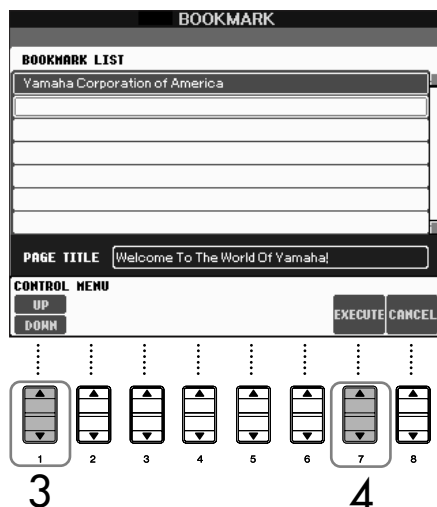 BOOKMARK
BOOKMARK LIST
Yamaha Corporation of America
PAGE TITLE Welcome To The World Of Yamaha!
CONTROL MENU
UP
DOWN
EXECUTE CANCEL
1 2 3 4 5 6 7 8
3 4